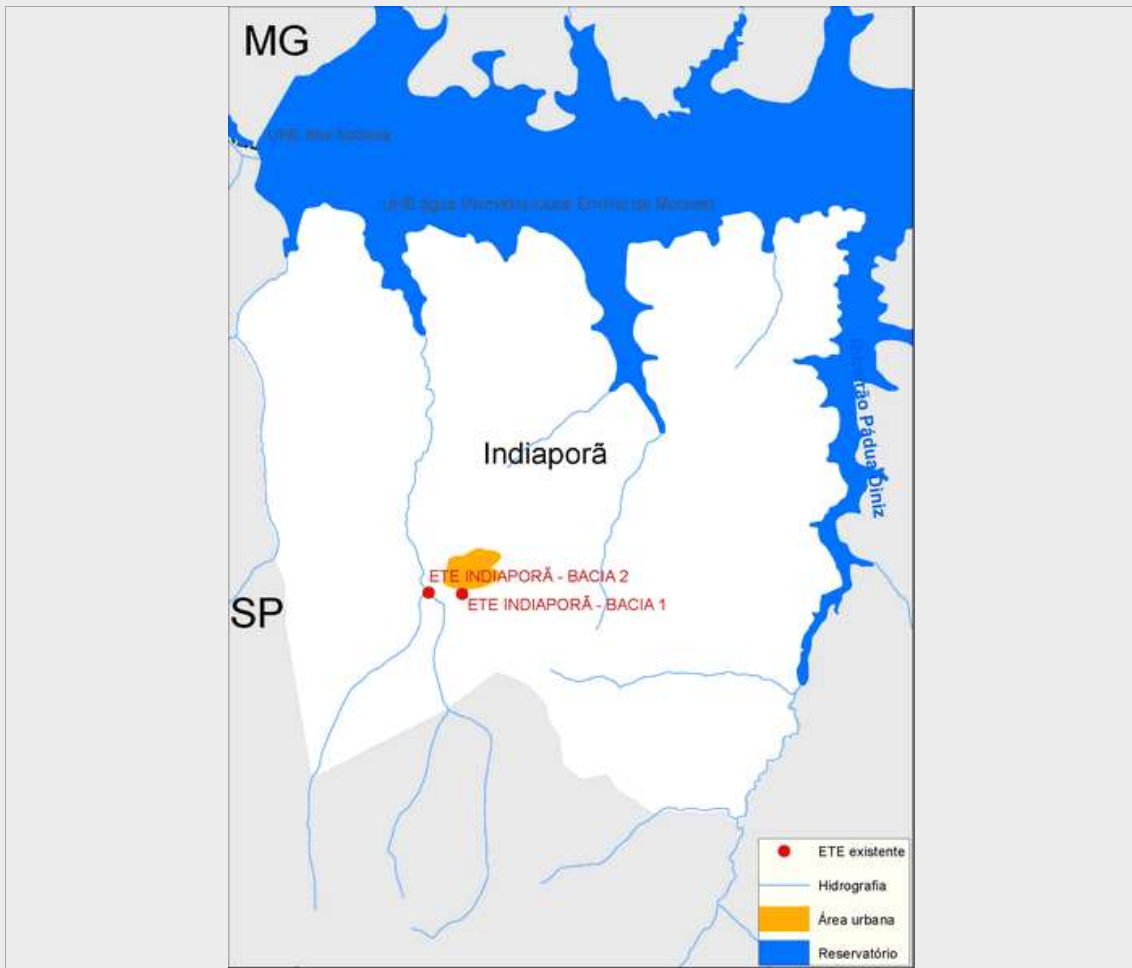 MG
UHE Ilha Solteira
UHE água Vermelha (José Ermírio de Moraes)
Ribeirão Pádua Diniz
Indiaporã
ETE INDIAPORÃ - BACIA 2
ETE INDIAPORÃ - BACIA 1
SP
ETE existente
Hidrografia
Área urbana
Reservatório